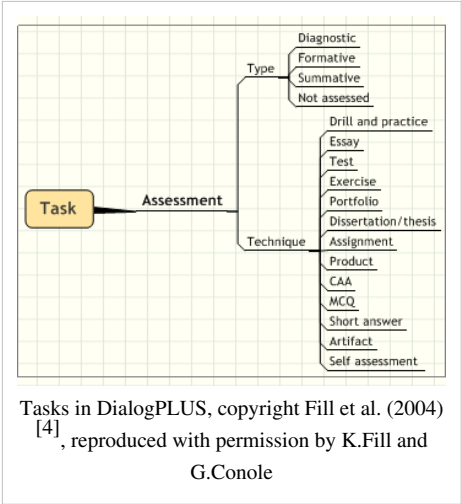 Task
Assessment
Type
Diagnostic
Formative
Summative
Not assessed
Technique
Drill and practice
Essay
Test
Exercise
Portfolio
Dissertation/thesis
Assignment
Product
CAA
MCQ
Short answer
Artifact
Self assessment
Tasks in DialogPLUS, copyright Fill et al. (2004)
[4], reproduced with permission by K.Fill and
G.Conole